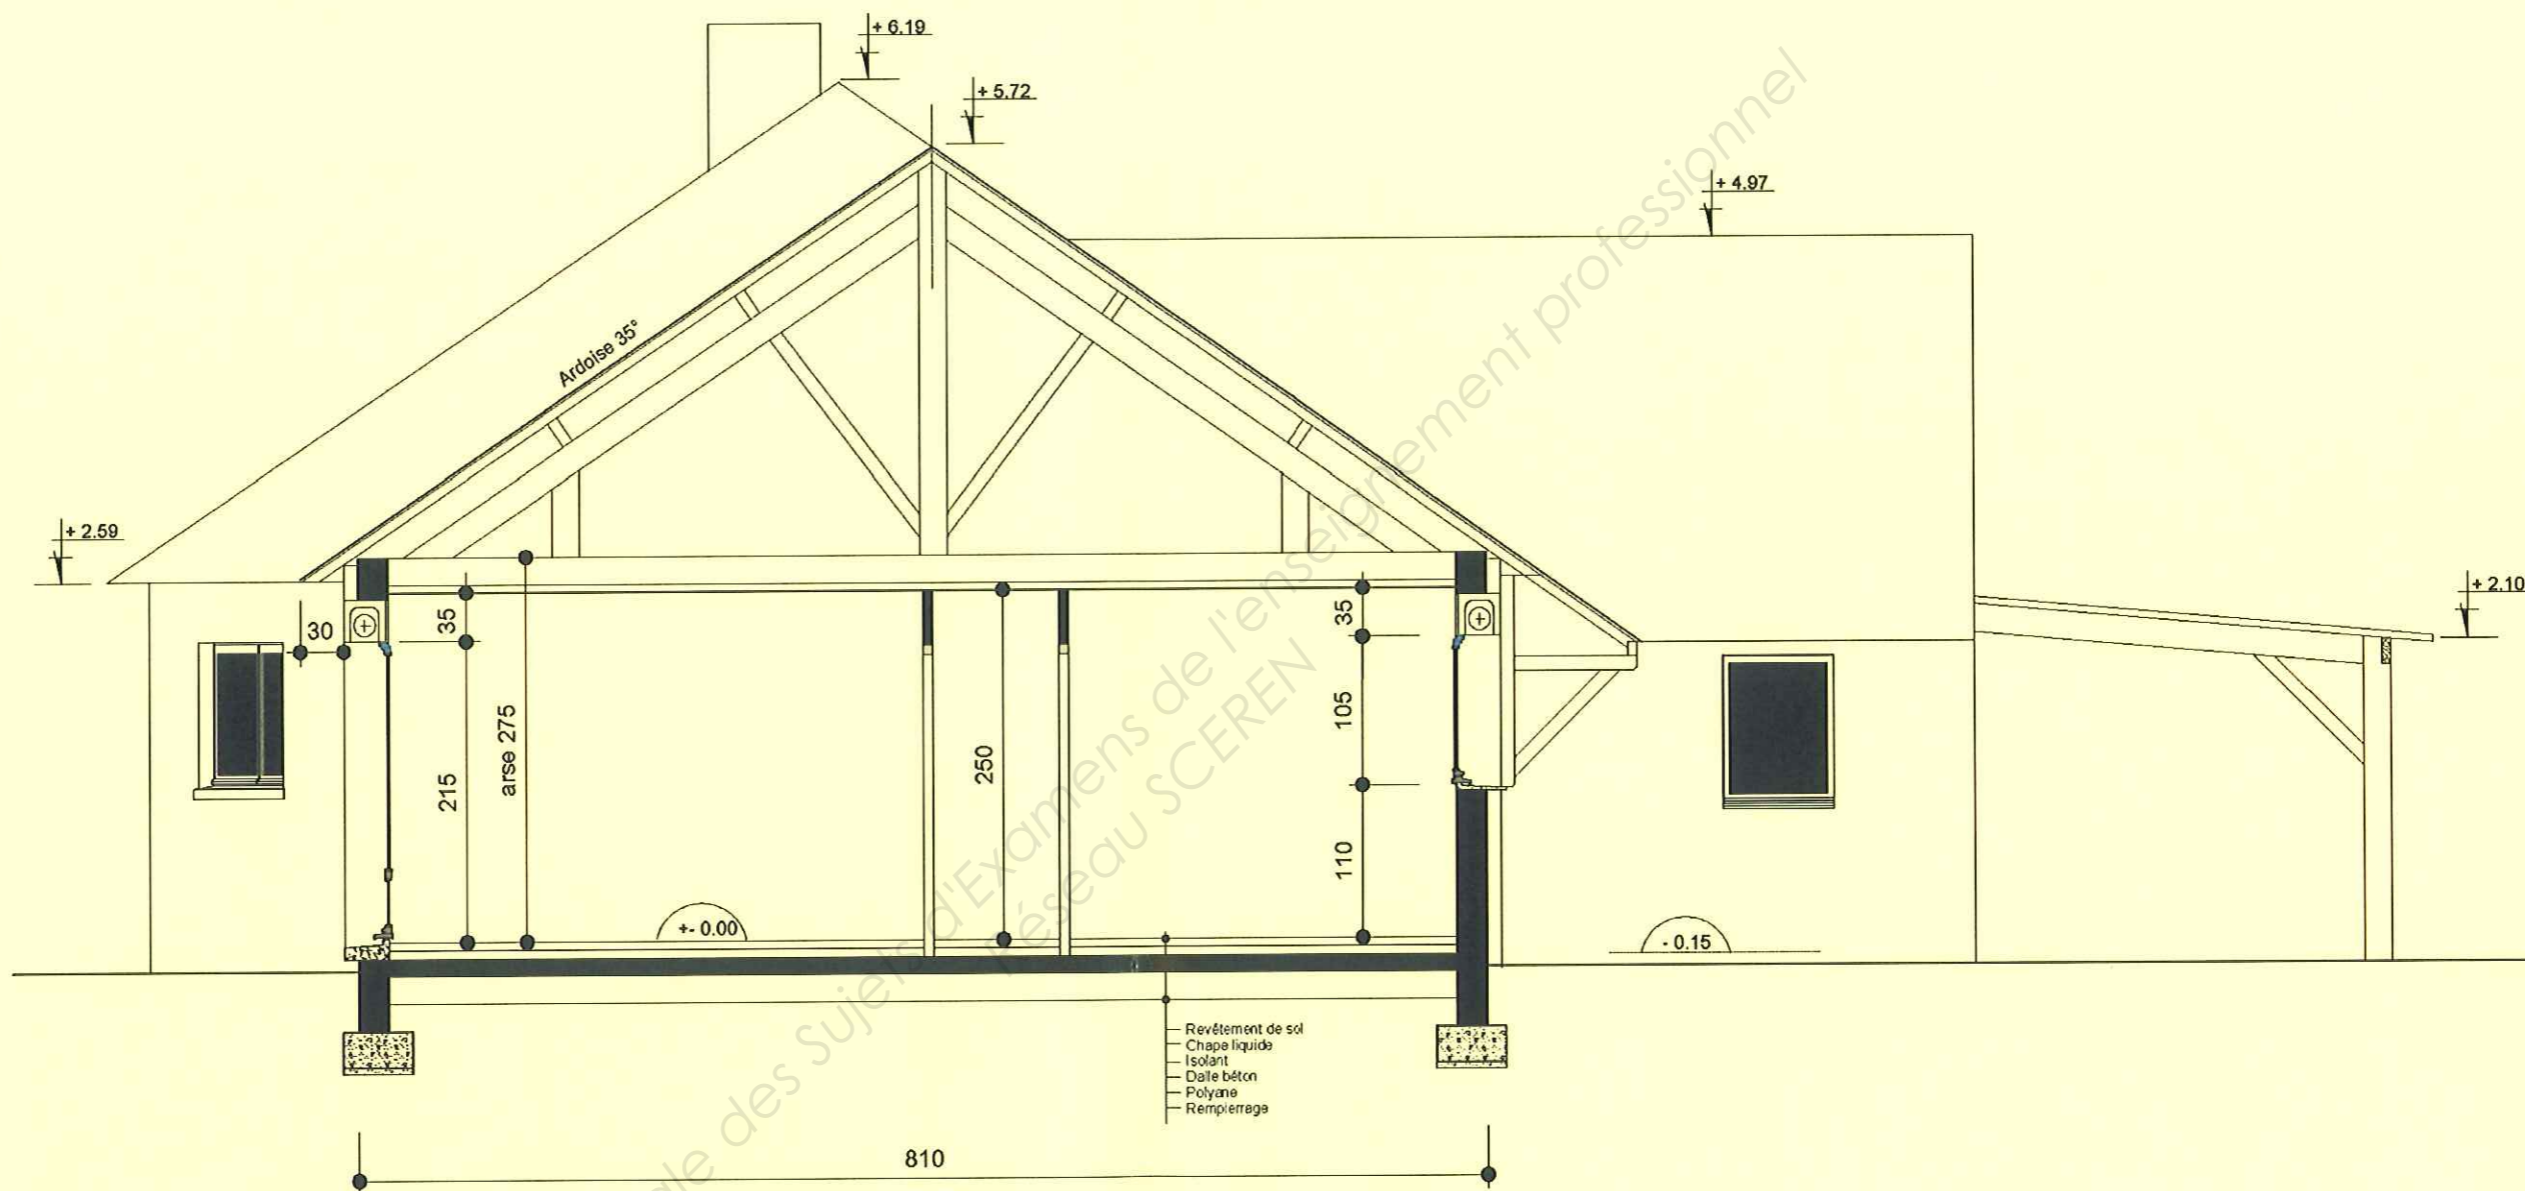 + 6.19
+ 5.72
+ 4.97
Ardoise 35°
+ 2.59
+ 2.10
30
35
35
arse 275
215
250
105
110
+- 0.00
- 0.15
Revêtement de sol
Chape liquide
Isolant
Dalle béton
Polyane
Rempierrage
810
ale des Sujets d'Examens de l'enseignement professionnel
Réseau SCEREN